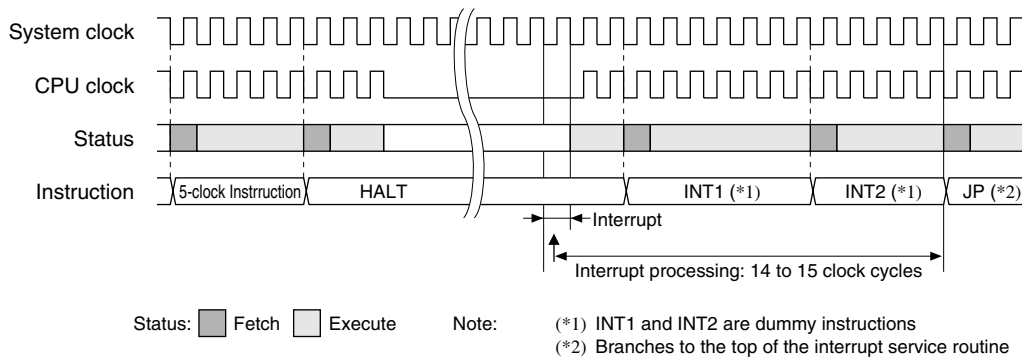 System clock
CPU clock
Status
Instruction 5-clock Instrruction HALT INT1 (*1) INT2 (*1) JP (*2)
Interrupt
Interrupt processing: 14 to 15 clock cycles
Status: Fetch Execute Note: (*1) INT1 and INT2 are dummy instructions
(*2) Branches to the top of the interrupt service routine